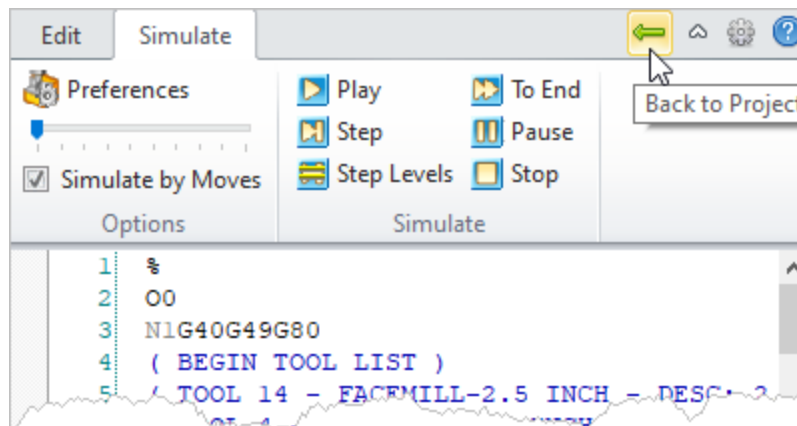 Edit Simulate
Preferences Play To End
Back to Project
Step Pause
Simulate by Moves Step Levels Stop
Options Simulate
1 %
2 O0
3 N1G40G49G80
4 ( BEGIN TOOL LIST )
5 ( TOOL 14 - FACEMILL-2.5 INCH - DESC: